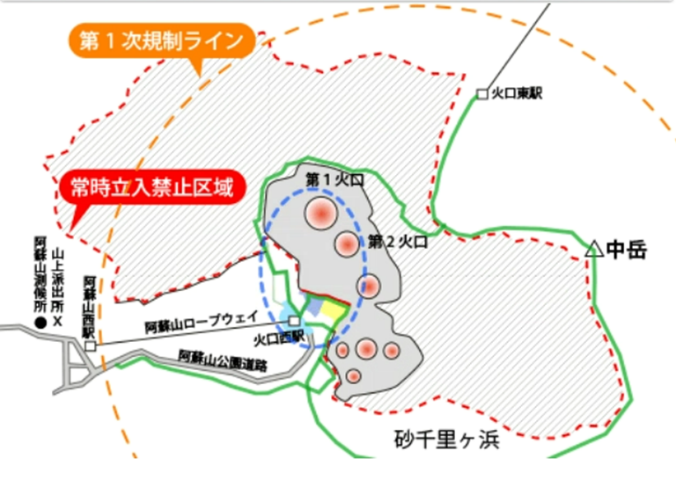 第1次規制ライン
火口東駅
常時立入禁止区域
第1火口
第2火口
中岳
阿蘇山測候所
山上派出所X
阿蘇山西駅
阿蘇山ロープウェイ
火口西駅
阿蘇山公園道路
砂千里ヶ浜